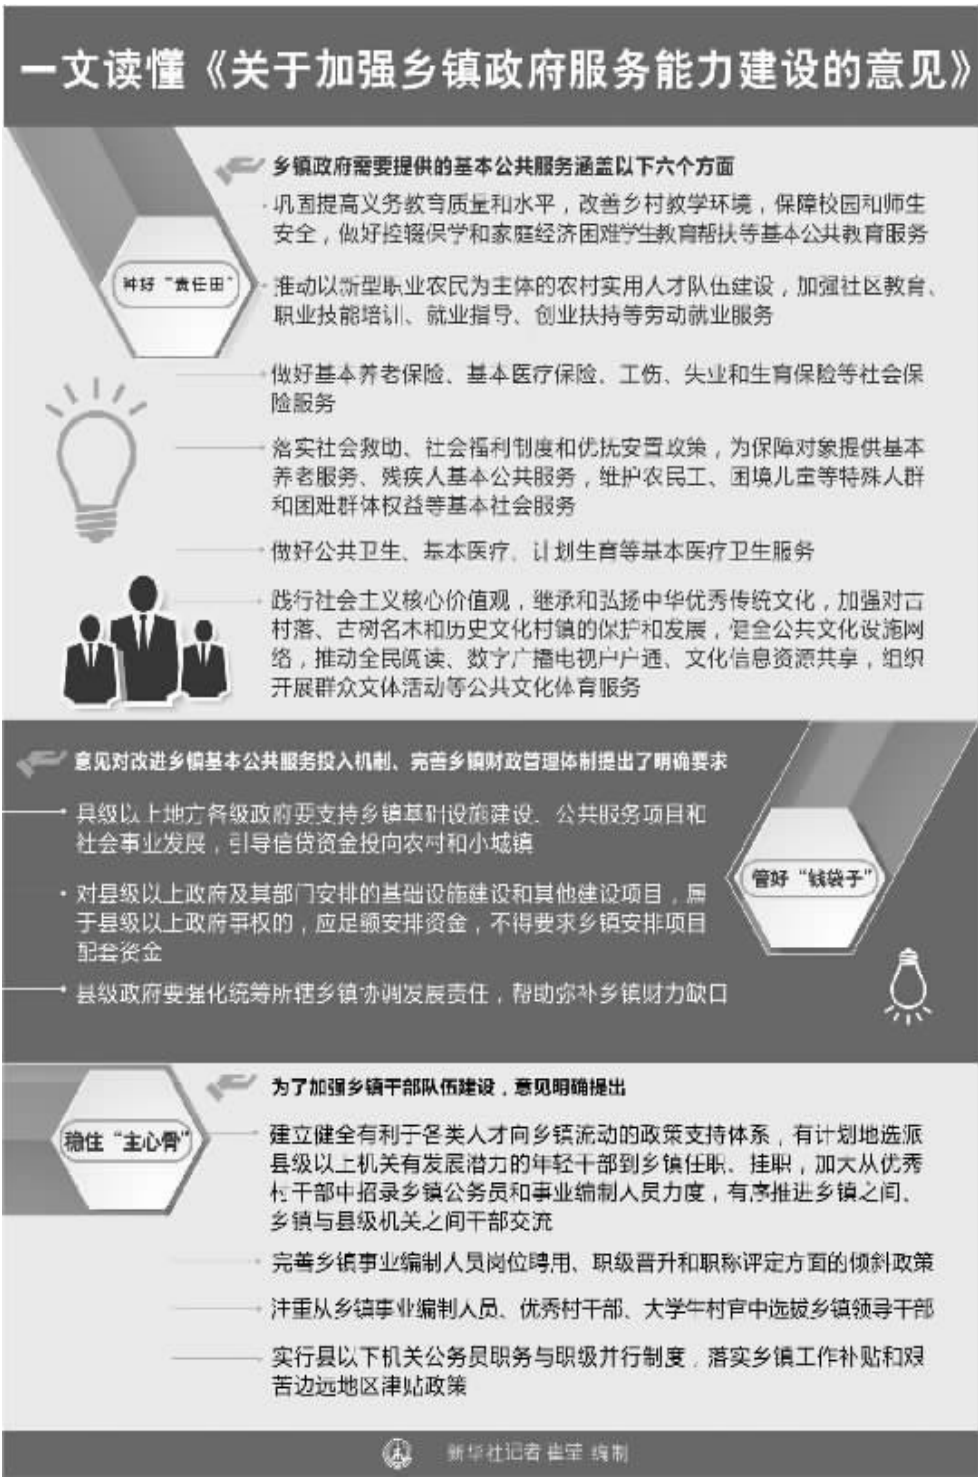 一文读懂《关于加强乡镇政府服务能力建设的意见》
乡镇政府需要提供的基本公共服务涵盖以下六个方面
巩固提高义务教育质量和水平，改善乡村教学环境，保障校园和师生
安全，做好控辍保学和家庭经济困难学生教育帮扶等基本公共教育服务
种好“责任田”
推动以新型职业农民为主体的农村实用人才队伍建设，加强社区教育、
职业技能培训、就业指导、创业扶持等劳动就业服务
做好基本养老保险、基本医疗保险、工伤、失业和生育保险等社会保
险服务
落实社会救助、社会福利制度和优抚安置政策，为保障对象提供基本
养老服务、残疾人基本公共服务，维护农民工、困境儿童等特殊人群
和困难群体权益等基本社会服务
做好公共卫生、基本医疗、计划生育等基本医疗卫生服务
践行社会主义核心价值观，继承和弘扬中华优秀传统文化，加强对古
村落、古树名木和历史文化村镇的保护和发展，健全公共文化设施网
络，推动全民阅读、数字广播电视户户通、文化信息资源共享，组织
开展群众文体活动等公共文化体育服务
意见对改进乡镇基本公共服务投入机制、完善乡镇财政管理体制提出了明确要求
县级以上地方各级政府要支持乡镇基础设施建设、公共服务项目和
社会事业发展，引导信贷资金投向农村和小城镇
管好“钱袋子”
对县级以上政府及其部门安排的基础设施建设和其他建设项目，属
于县级以上政府事权的，应足额安排资金，不得要求乡镇安排项目
配套资金
县级政府要强化统筹所辖乡镇协调发展责任，帮助弥补乡镇财力缺口
为了加强乡镇干部队伍建设，意见明确提出
稳住“主心骨”
建立健全有利于各类人才向乡镇流动的政策支持体系，有计划地选派
县级以上机关有发展潜力的年轻干部到乡镇任职、挂职，加大从优秀
村干部中招录乡镇公务员和事业编制人员力度，有序推进乡镇之间、
乡镇与县级机关之间干部交流
完善乡镇事业编制人员岗位聘用、职级晋升和职称评定方面的倾斜政策
注重从乡镇事业编制人员、优秀村干部、大学生村官中选拔乡镇领导干部
实行县以下机关公务员职务与职级并行制度，落实乡镇工作补贴和艰
苦边远地区津贴政策
新华社记者 崔莹 编制